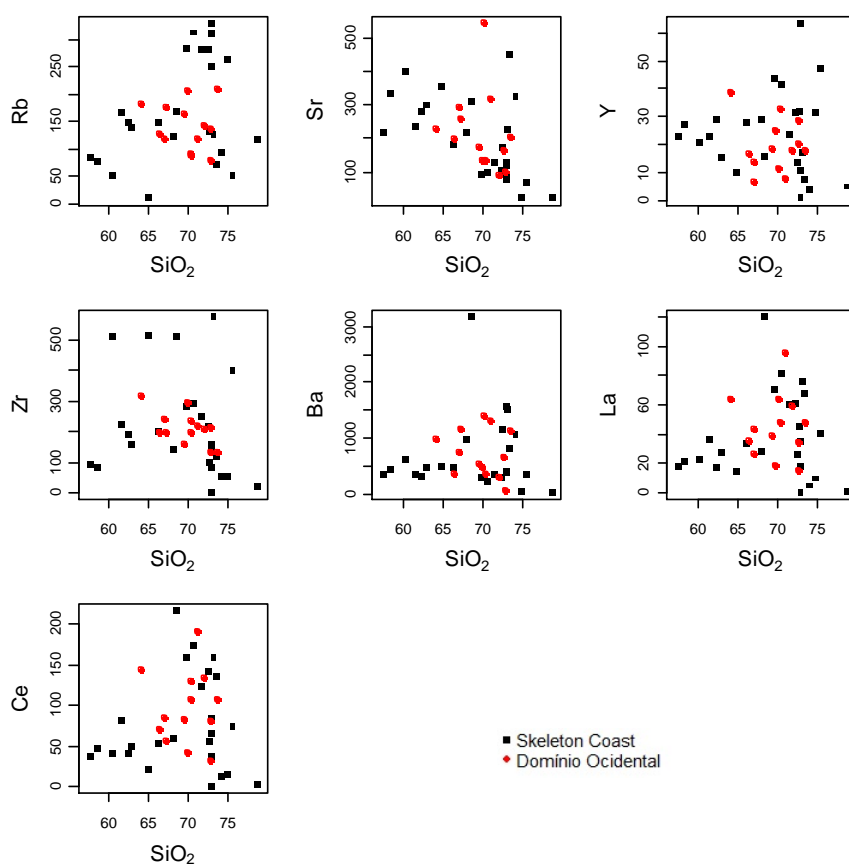 Rb
0 50 150 250
60 65 70 75
SiO₂
Sr
100 300 500
60 65 70 75
SiO₂
Y
0 10 30 50
60 65 70 75
SiO₂
Zr
0 100 300 500
60 65 70 75
SiO₂
Ba
0 500 1000 2000 3000
60 65 70 75
SiO₂
La
0 20 60 100
60 65 70 75
SiO₂
Ce
0 50 100 150 200
60 65 70 75
SiO₂
Skeleton Coast
Domínio Ocidental